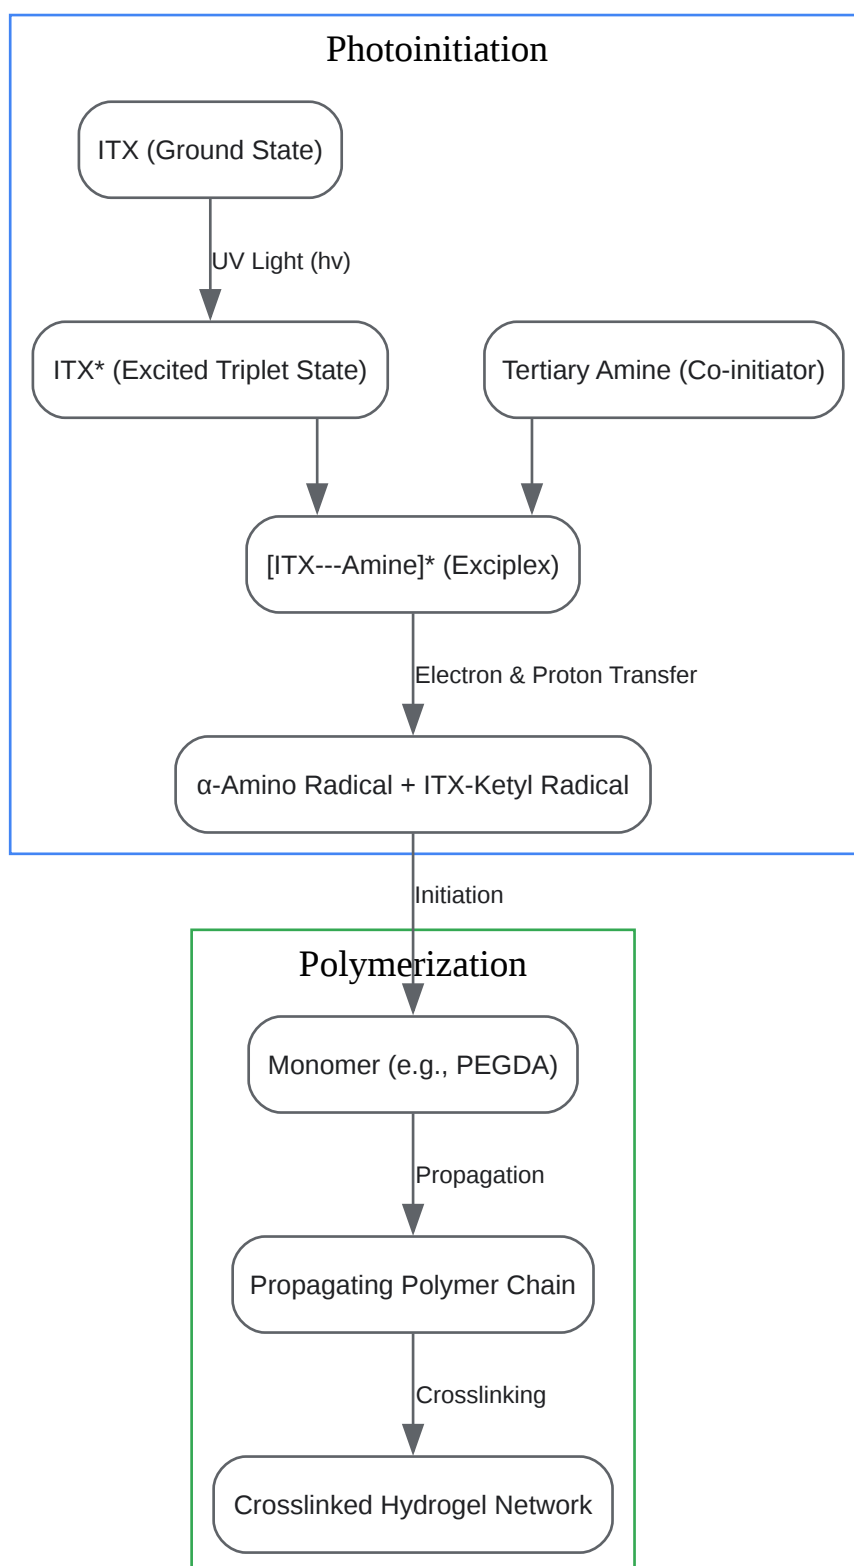 Photoinitiation
ITX (Ground State)
UV Light (hv)
ITX* (Excited Triplet State)
Tertiary Amine (Co-initiator)
[ITX---Amine]* (Exciplex)
Electron & Proton Transfer
α-Amino Radical + ITX-Ketyl Radical
Initiation
Polymerization
Monomer (e.g., PEGDA)
Propagation
Propagating Polymer Chain
Crosslinking
Crosslinked Hydrogel Network